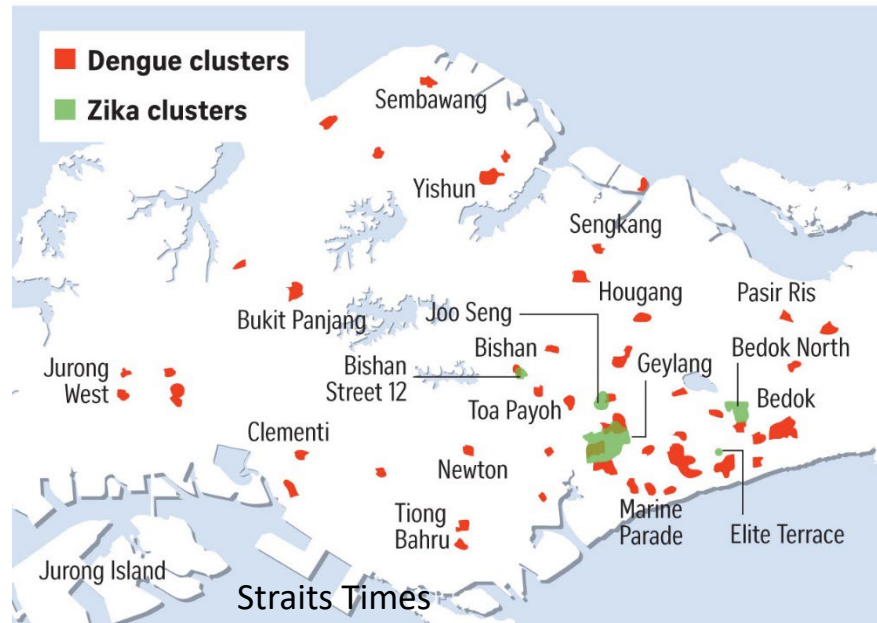 Dengue clusters
Zika clusters
Sembawang
Yishun
Sengkang
Bukit Panjang
Joo Seng
Hougang
Pasir Ris
Jurong
West
Bishan
Street 12
Bishan
Geylang
Bedok North
Toa Payoh
Bedok
Clementi
Newton
Tiong
Bahru
Marine
Parade
Elite Terrace
Jurong Island
Straits Times